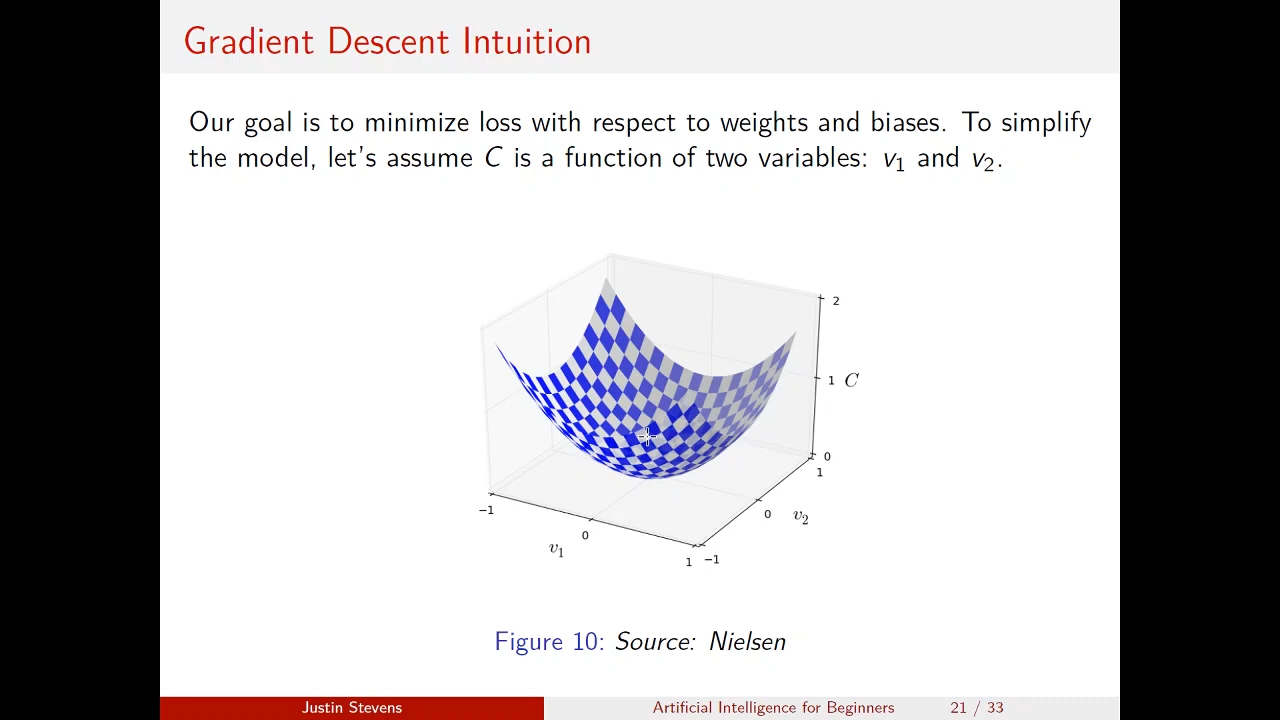 Gradient Descent Intuition
Our goal is to minimize loss with respect to weights and biases. To simplify
the model, let's assume C is a function of two variables: v₁ and v₂.
2
1 C
0
1
0 v₂
−1
−1
0
v₁
1
Figure 10: Source: Nielsen
Justin Stevens Artificial Intelligence for Beginners 21 / 33